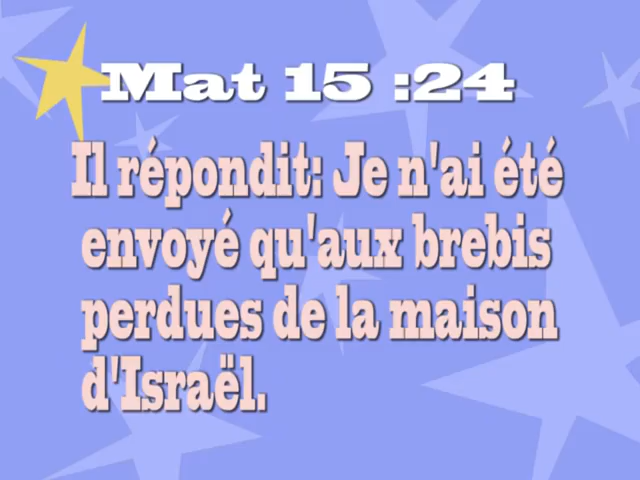 Mat 15 :24
Il répondit: Je n'ai été
envoyé qu'aux brebis
perdues de la maison
d'Israël.